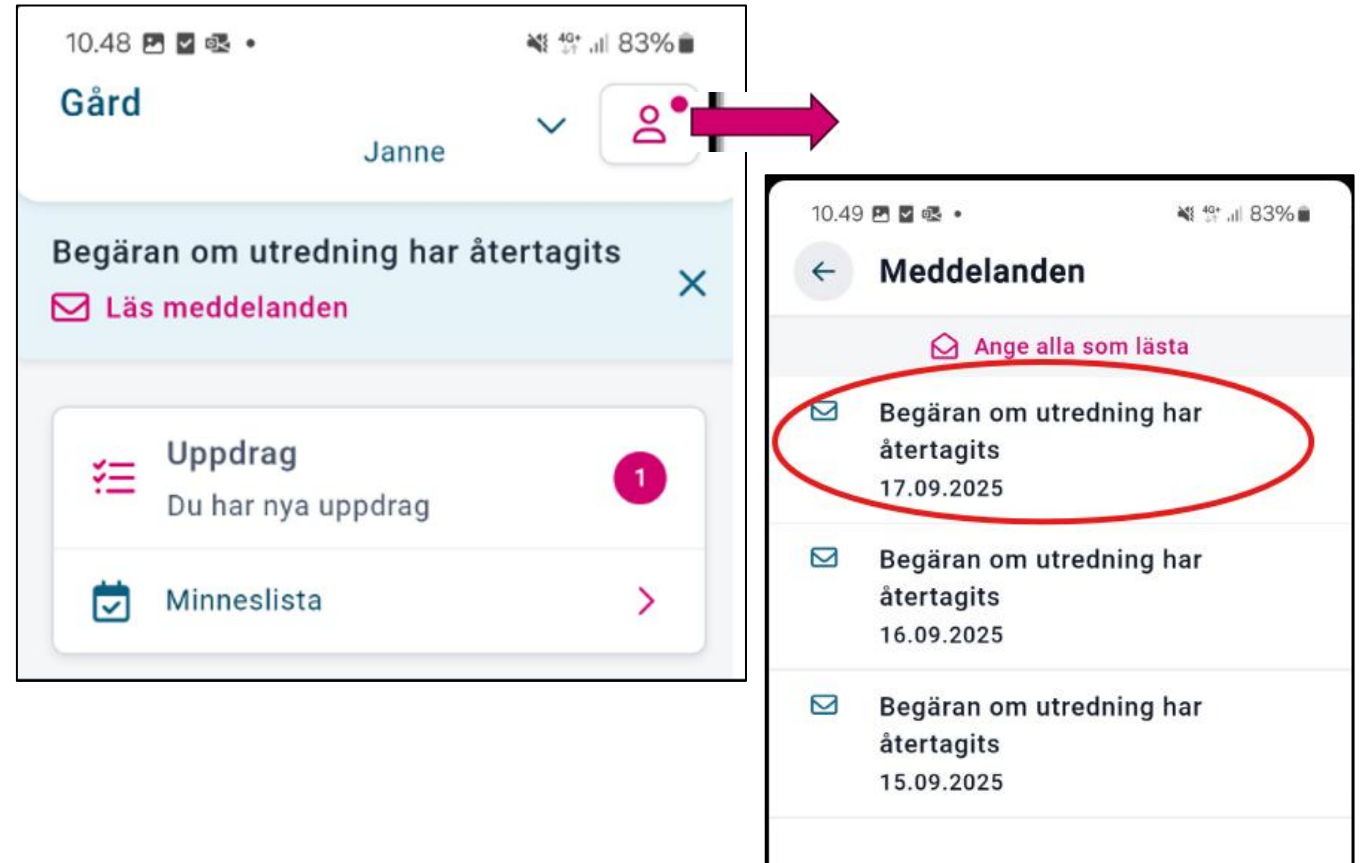 10.48
4G+ 83%
Gård
Janne
Begäran om utredning har återtagits
Läs meddelanden
Uppdrag
1
Du har nya uppdrag
Minneslista
10.49
4G+ 83%
Meddelanden
Ange alla som lästa
Begäran om utredning har
återtagits
17.09.2025
Begäran om utredning har
återtagits
16.09.2025
Begäran om utredning har
återtagits
15.09.2025